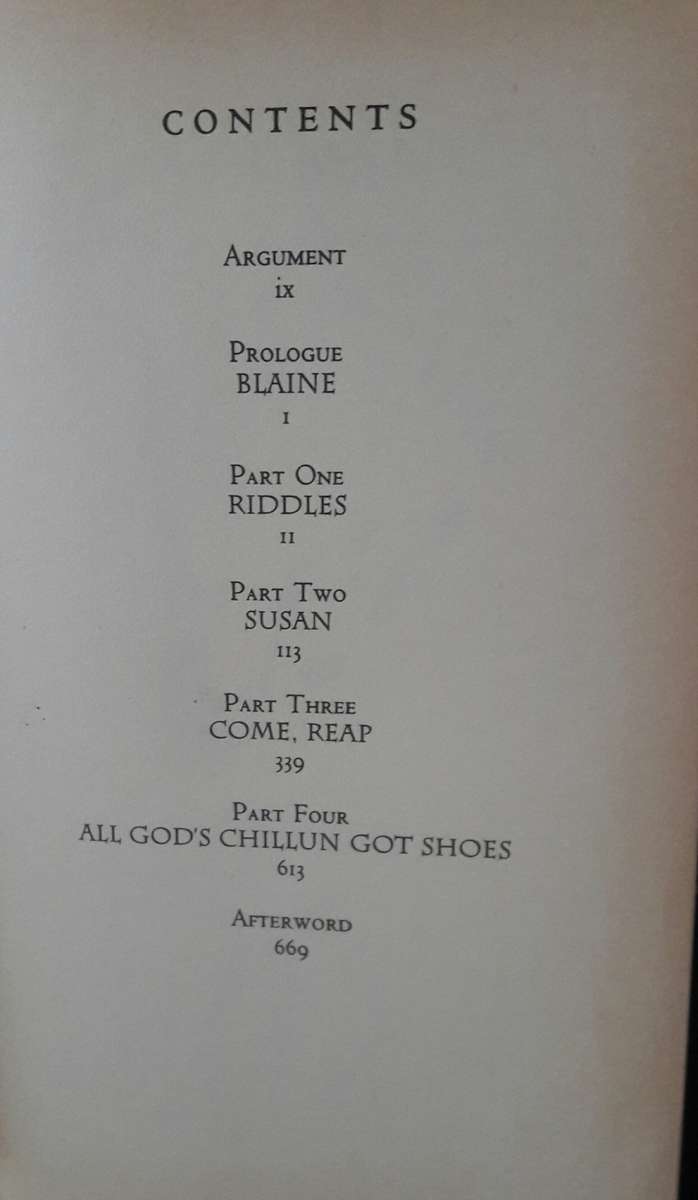 CONTENTS
ARGUMENT
ix
PROLOGUE
BLAINE
1
PART ONE
RIDDLES
11
PART TWO
SUSAN
113
PART THREE
COME, REAP
339
PART FOUR
ALL GOD'S CHILLUN GOT SHOES
613
AFTERWORD
669